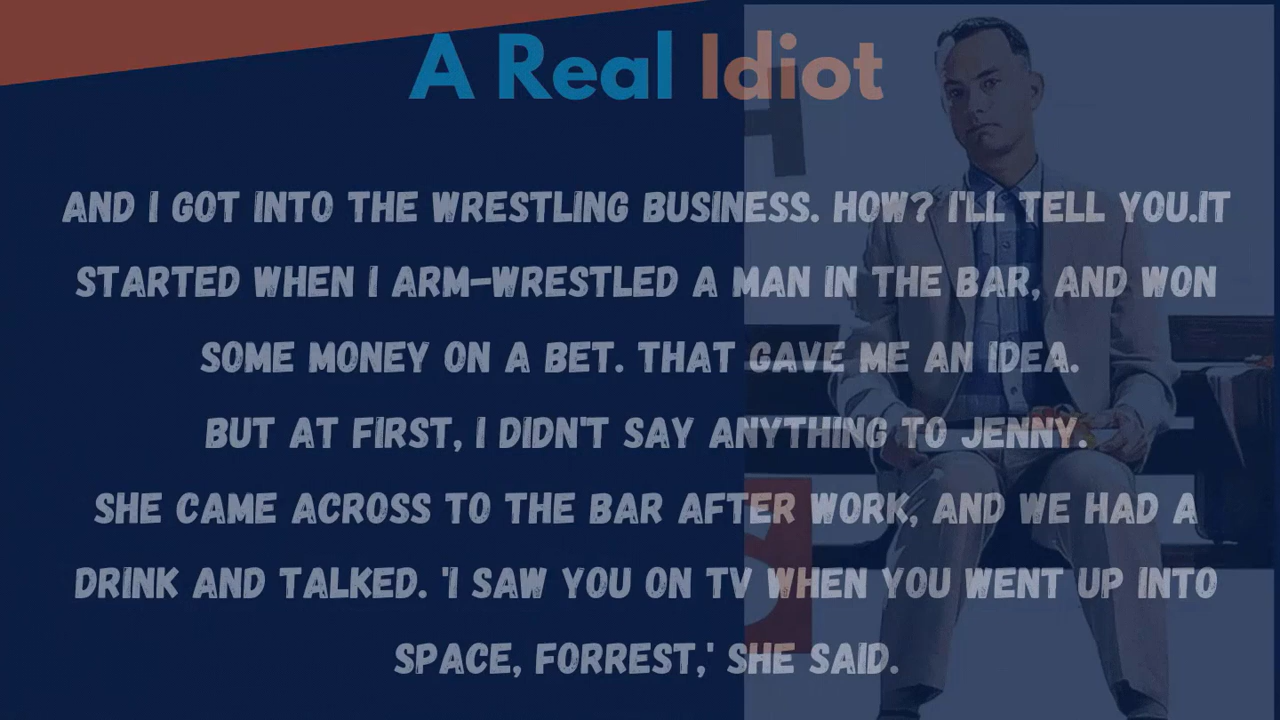 A Real Idiot
AND I GOT INTO THE WRESTLING BUSINESS. HOW? I'LL TELL YOU.IT
STARTED WHEN I ARM-WRESTLED A MAN IN THE BAR, AND WON
SOME MONEY ON A BET. THAT GAVE ME AN IDEA.
BUT AT FIRST, I DIDN'T SAY ANYTHING TO JENNY.
SHE CAME ACROSS TO THE BAR AFTER WORK, AND WE HAD A
DRINK AND TALKED. 'I SAW YOU ON TV WHEN YOU WENT UP INTO
SPACE, FORREST,' SHE SAID.